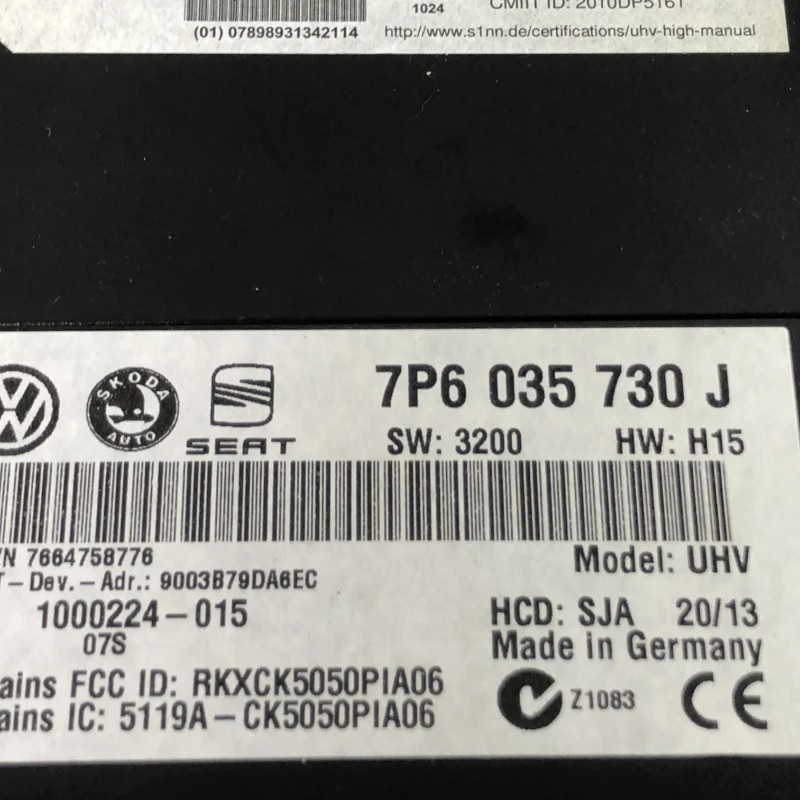 1024
CMIIT ID: 2010DP5161
(01) 07898931342114
http://www.s1nn.de/certifications/uhv-high-manual
SKODA
AUTO
SEAT
7P6 035 730 J
SW: 3200
HW: H15
N 7664758776
Model: UHV
-Dev.-Adr.: 9003B79DA6EC
1000224-015
HCD: SJA 20/13
07S
Made in Germany
ains FCC ID: RKXCK5050PIA06
ains IC: 5119A-CK5050PIA06
Z1083
CE